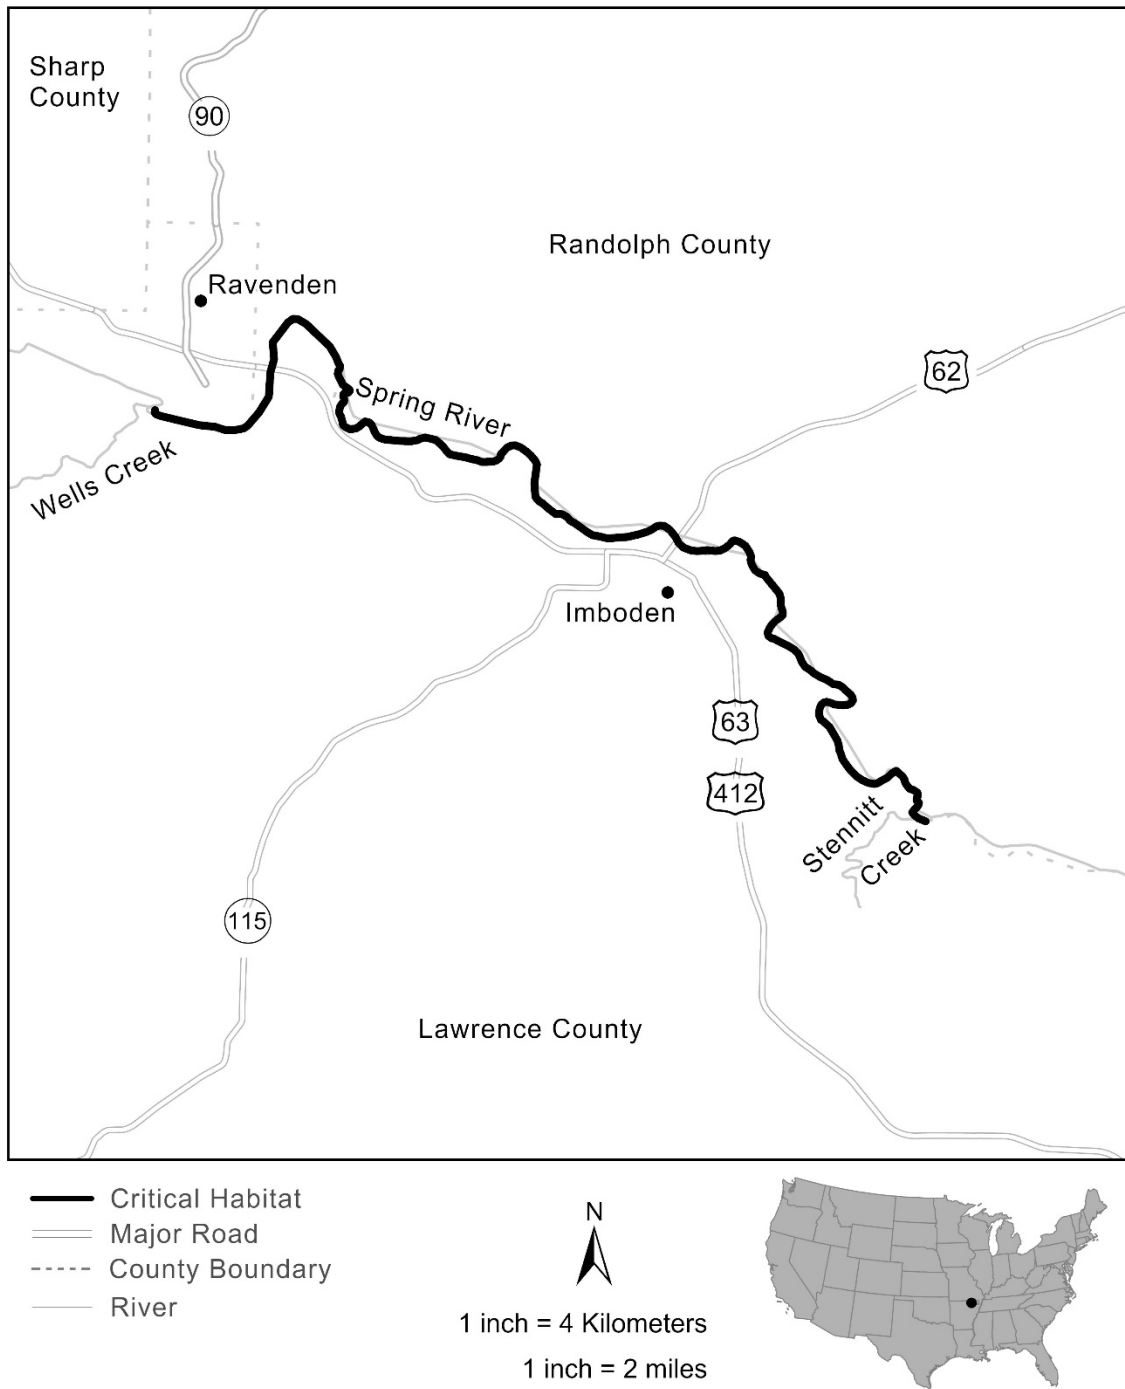 Sharp
County
90
Randolph County
Ravenden
62
Spring River
Wells Creek
Imboden
63
412
Stennitt
Creek
115
Lawrence County
Critical Habitat
Major Road
County Boundary
River
N
1 inch = 4 Kilometers
1 inch = 2 miles